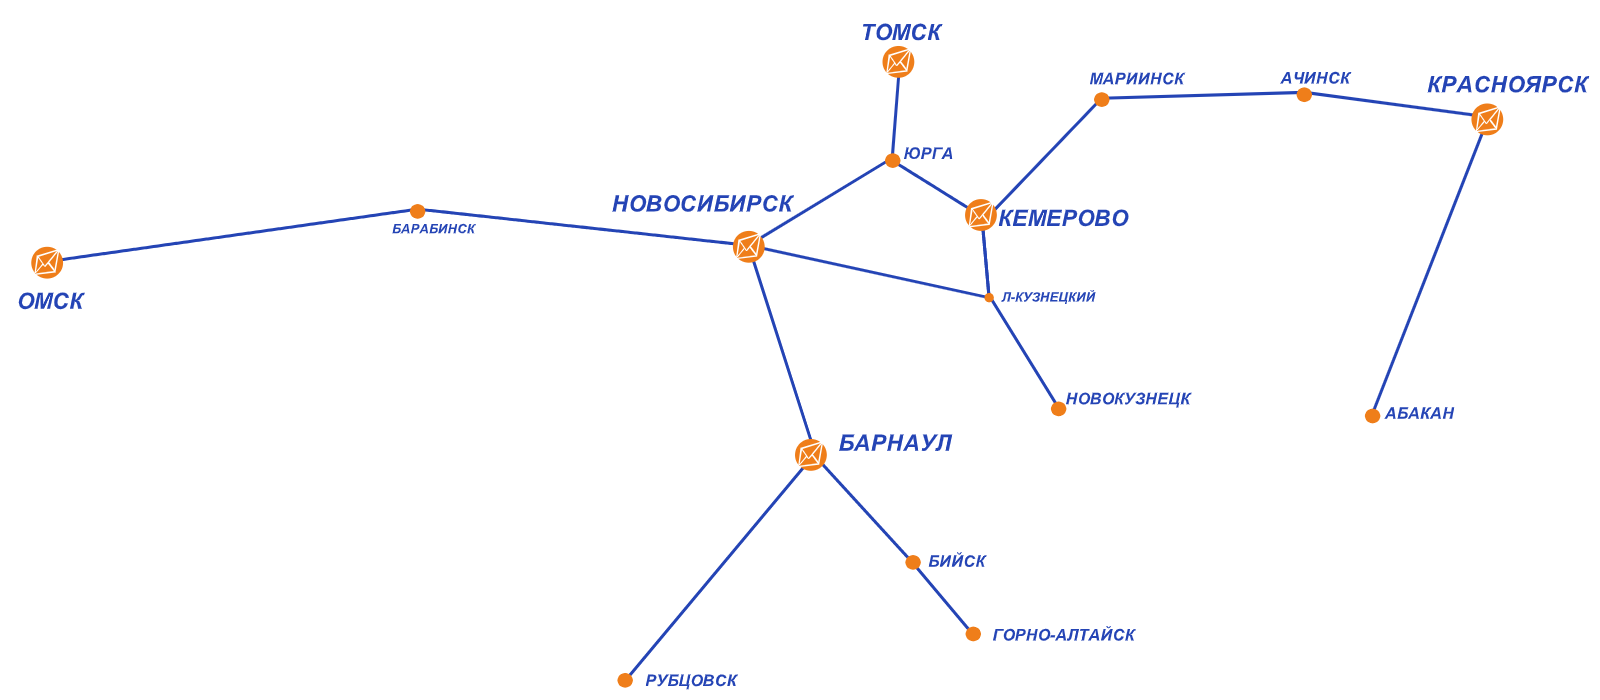 ТОМСК
МАРИИНСК
АЧИНСК
КРАСНОЯРСК
ЮРГА
НОВОСИБИРСК
КЕМЕРОВО
БАРАБИНСК
ОМСК
Л-КУЗНЕЦКИЙ
НОВОКУЗНЕЦК
АБАКАН
БАРНАУЛ
БИЙСК
ГОРНО-АЛТАЙСК
РУБЦОВСК